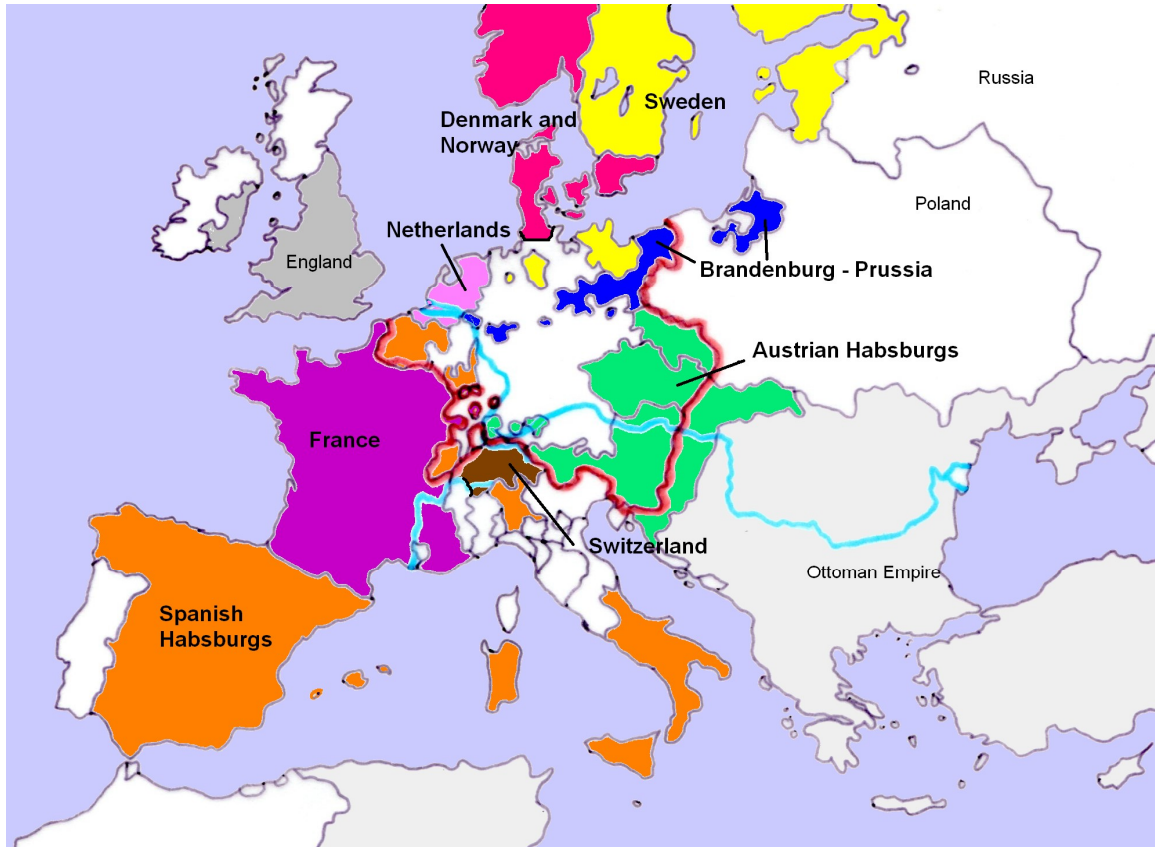 Russia
Sweden
Denmark and
Norway
Poland
Netherlands
England
Brandenburg - Prussia
Austrian Habsburgs
France
Switzerland
Ottoman Empire
Spanish
Habsburgs